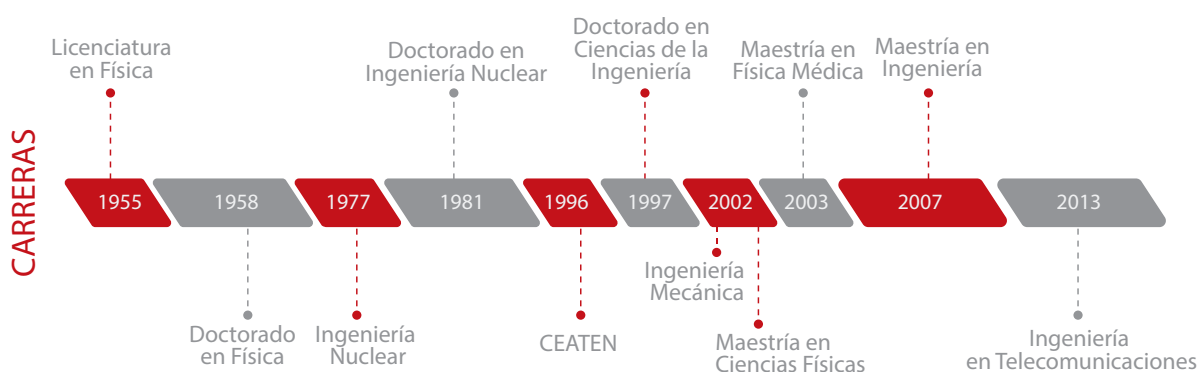 CARRERAS
Licenciatura
en Física
Doctorado en
Ingeniería Nuclear
Doctorado en
Ciencias de la
Ingeniería
Maestría en
Física Médica
Maestría en
Ingeniería
1955
1958
1977
1981
1996
1997
2002
2003
2007
2013
Doctorado
en Física
Ingeniería
Nuclear
CEATEN
Ingeniería
Mecánica
Maestría en
Ciencias Físicas
Ingeniería
en Telecomunicaciones